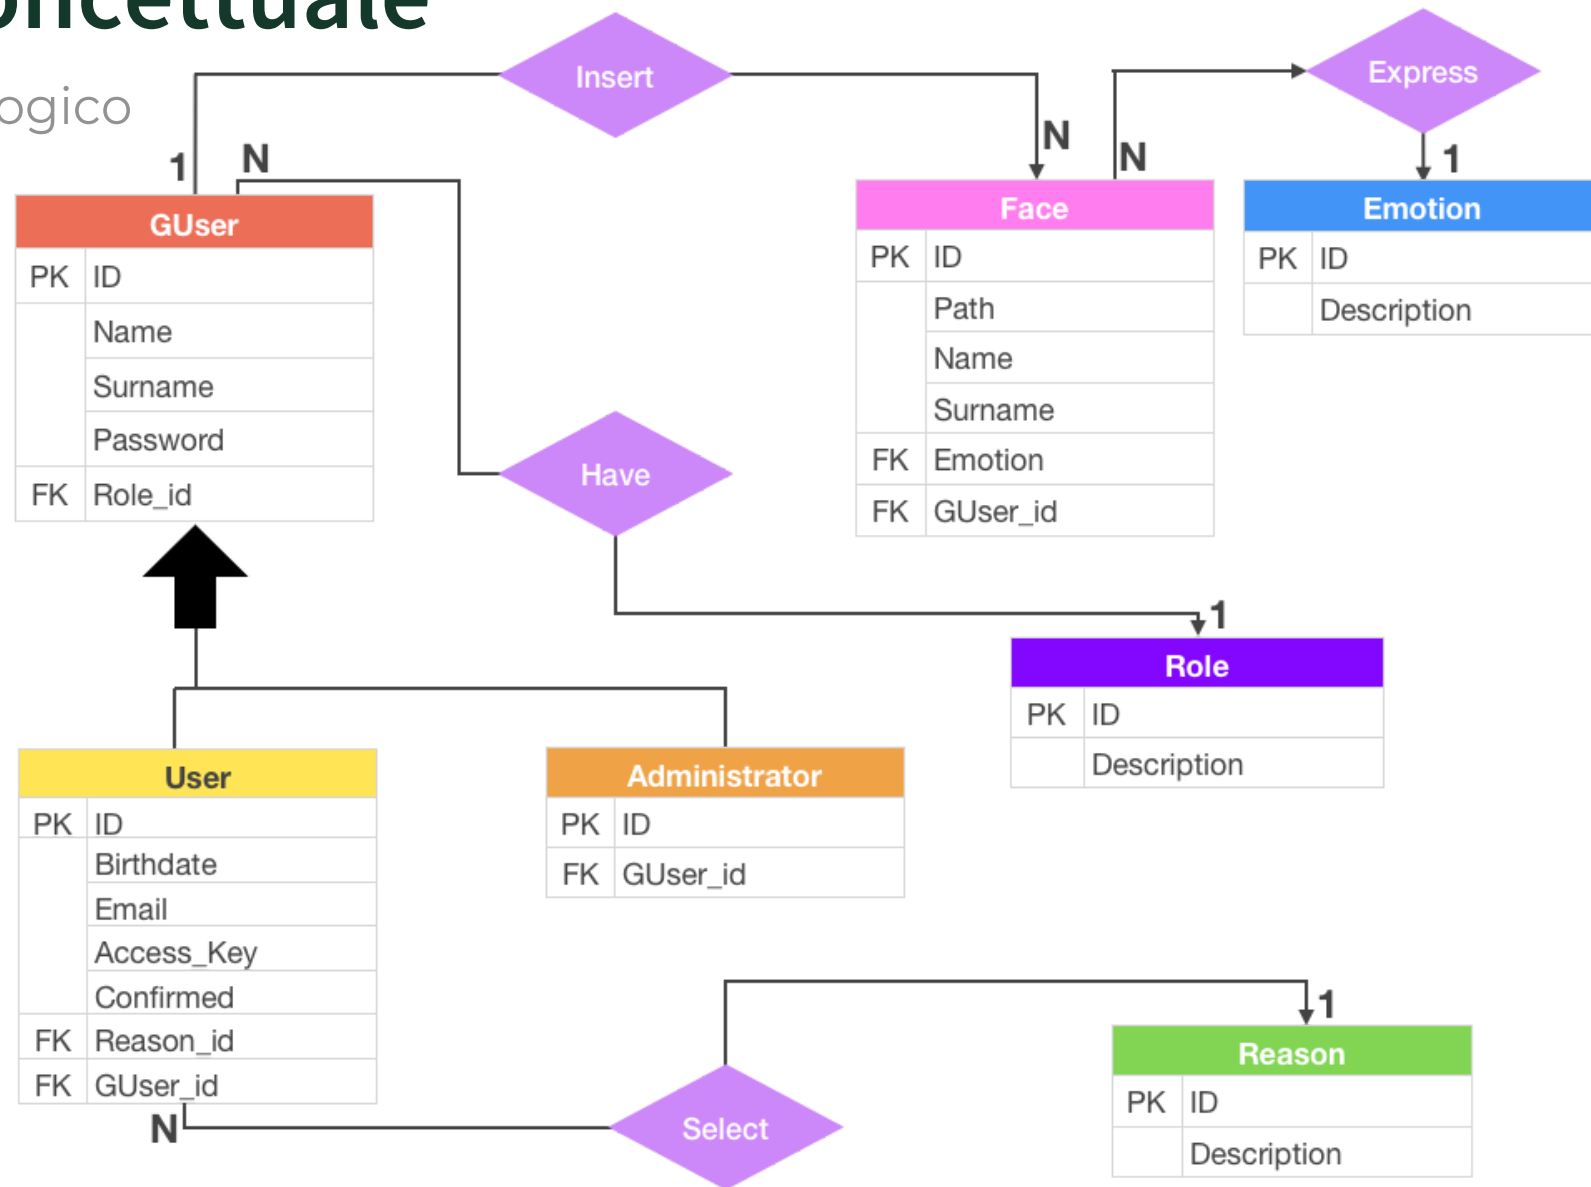 oncettuale
ogico
Insert
Express
1
N
N
N
1
GUser
PK ID
Name
Surname
Password
FK Role_id
Face
PK ID
Path
Name
Surname
FK Emotion
FK GUser_id
Emotion
PK ID
Description
Have
1
Role
PK ID
Description
User
PK ID
Birthdate
Email
Access_Key
Confirmed
FK Reason_id
FK GUser_id
N
Administrator
PK ID
FK GUser_id
Select
1
Reason
PK ID
Description